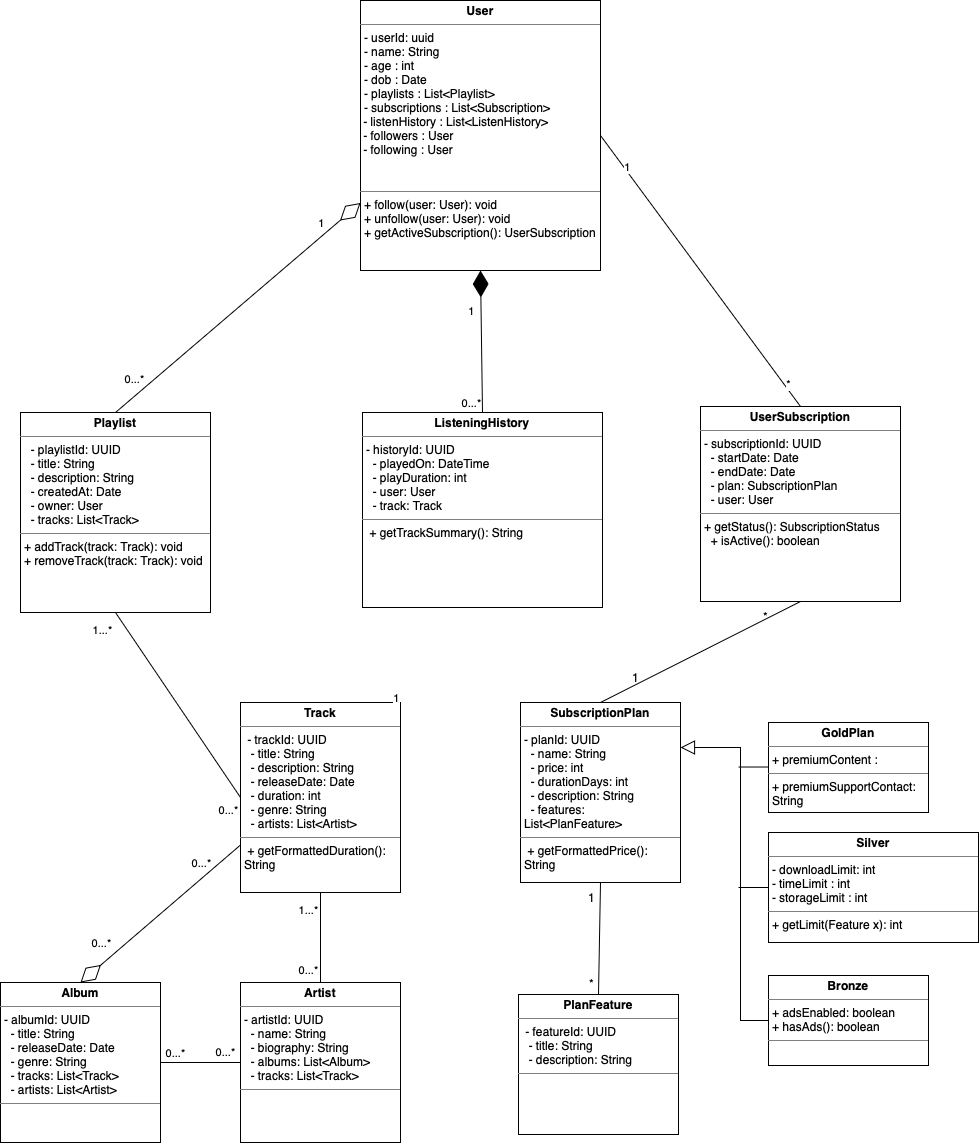 User
- userId: uuid
- name: String
- age : int
- dob : Date
- playlists : List<Playlist>
- subscriptions : List<Subscription>
- listenHistory : List<ListenHistory>
- followers : User
- following : User
+ follow(user: User): void
+ unfollow(user: User): void
+ getActiveSubscription(): UserSubscription
1
1
1
0...*
0...*
*
Playlist
- playlistId: UUID
- title: String
- description: String
- createdAt: Date
- owner: User
- tracks: List<Track>
+ addTrack(track: Track): void
+ removeTrack(track: Track): void
ListeningHistory
- historyId: UUID
- playedOn: DateTime
- playDuration: int
- user: User
- track: Track
+ getTrackSummary(): String
UserSubscription
- subscriptionId: UUID
- startDate: Date
- endDate: Date
- plan: SubscriptionPlan
- user: User
+ getStatus(): SubscriptionStatus
+ isActive(): boolean
1...*
*
1
1
Track
- trackId: UUID
- title: String
- description: String
- releaseDate: Date
- duration: int
- genre: String
- artists: List<Artist>
+ getFormattedDuration():
String
0...*
0...*
SubscriptionPlan
- planId: UUID
- name: String
- price: int
- durationDays: int
- description: String
- features:
List<PlanFeature>
+ getFormattedPrice():
String
GoldPlan
+ premiumContent :
+ premiumSupportContact:
String
Silver
- downloadLimit: int
- timeLimit : int
- storageLimit : int
+ getLimit(Feature x): int
Bronze
+ adsEnabled: boolean
+ hasAds(): boolean
1...*
1
0...*
0...*
*
Album
- albumId: UUID
- title: String
- releaseDate: Date
- genre: String
- tracks: List<Track>
- artists: List<Artist>
0...*
0...*
Artist
- artistId: UUID
- name: String
- biography: String
- albums: List<Album>
- tracks: List<Track>
PlanFeature
- featureId: UUID
- title: String
- description: String